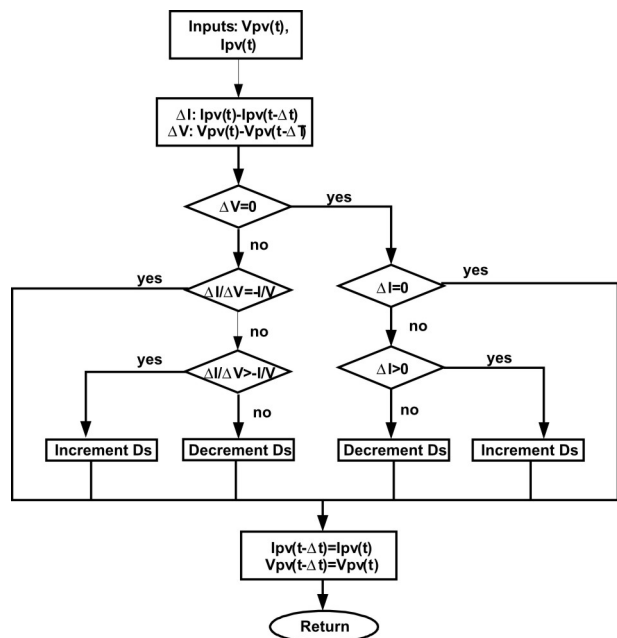 Inputs: Vpv(t),
Ipv(t)
ΔI: Ipv(t)-Ipv(t-Δt)
ΔV: Vpv(t)-Vpv(t-ΔT)
ΔV=0
yes
no
yes
ΔI/ΔV=-I/V
ΔI=0
yes
no
no
yes
ΔI/ΔV>-I/V
ΔI>0
yes
no
no
Increment Ds
Decrement Ds
Decrement Ds
Increment Ds
Ipv(t-Δt)=Ipv(t)
Vpv(t-Δt)=Vpv(t)
Return